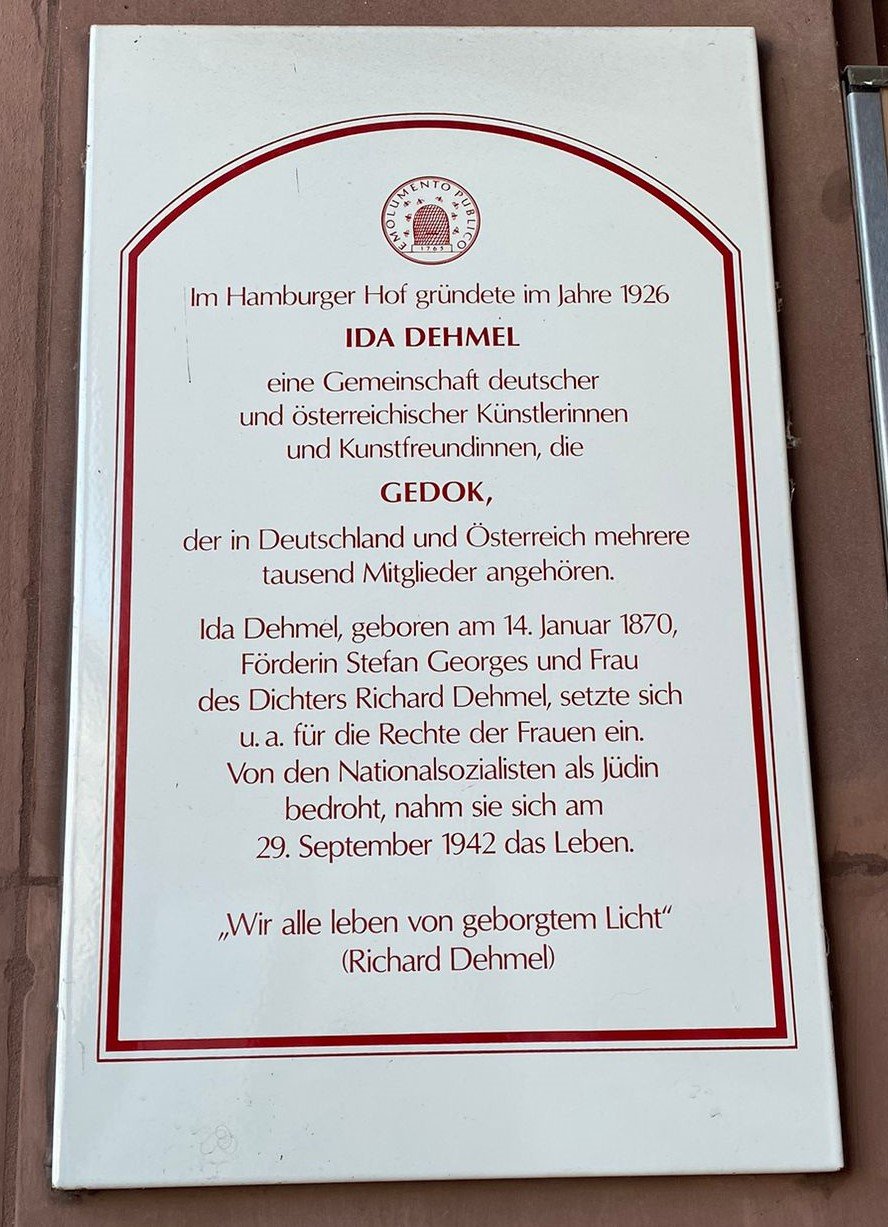 EMOLUMENTO PUBLICO
1765
Im Hamburger Hof gründete im Jahre 1926
IDA DEHMEL
eine Gemeinschaft deutscher
und österreichischer Künstlerinnen
und Kunstfreundinnen, die
GEDOK,
der in Deutschland und Österreich mehrere
tausend Mitglieder angehören.
Ida Dehmel, geboren am 14. Januar 1870,
Förderin Stefan Georges und Frau
des Dichters Richard Dehmel, setzte sich
u. a. für die Rechte der Frauen ein.
Von den Nationalsozialisten als Jüdin
bedroht, nahm sie sich am
29. September 1942 das Leben.
„Wir alle leben von geborgtem Licht“
(Richard Dehmel)